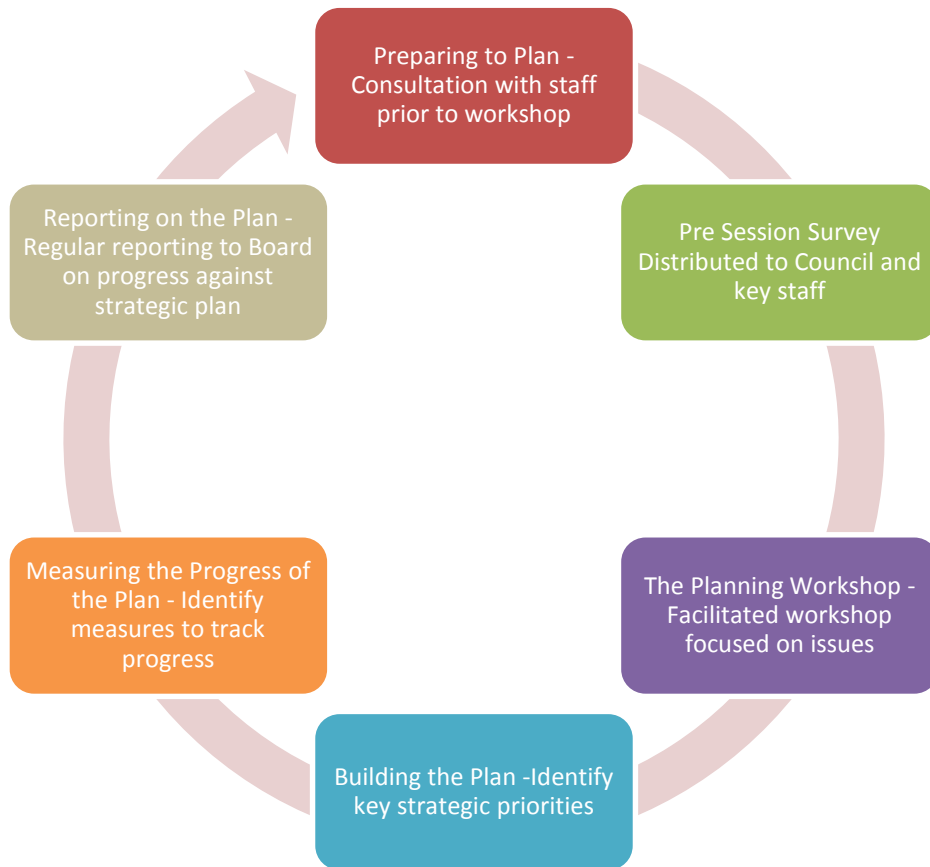 Preparing to Plan -
Consultation with staff
prior to workshop
Pre Session Survey
Distributed to Council and
key staff
The Planning Workshop -
Facilitated workshop
focused on issues
Building the Plan -Identify
key strategic priorities
Measuring the Progress of
the Plan - Identify
measures to track
progress
Reporting on the Plan -
Regular reporting to Board
on progress against
strategic plan